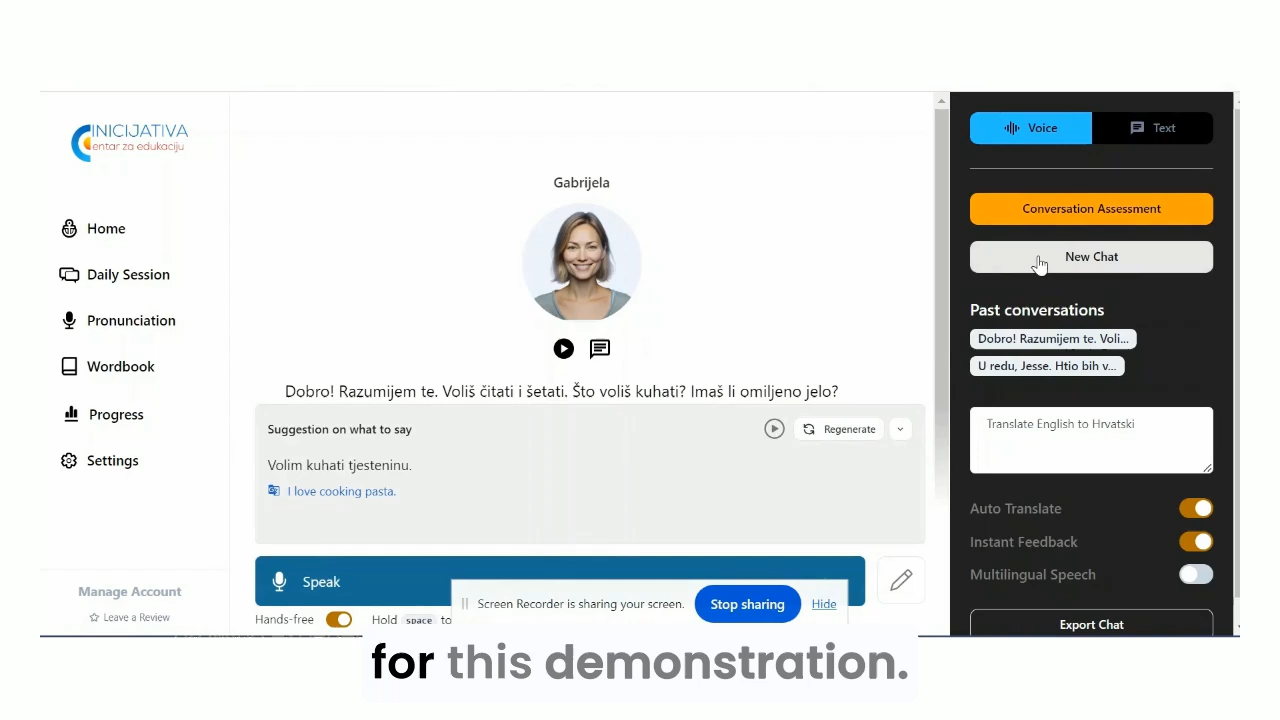 INICIJATIVA
entar za edukaciju
Home
Daily Session
Pronunciation
Wordbook
Progress
Settings
Manage Account
Leave a Review
Gabrijela
Dobro! Razumijem te. Voliš čitati i šetati. Što voliš kuhati? Imaš li omiljeno jelo?
Suggestion on what to say
Regenerate
Volim kuhati tjesteninu.
I love cooking pasta.
Speak
Hands-free
Hold space to
Screen Recorder is sharing your screen.
Stop sharing
Hide
Voice
Text
Conversation Assessment
New Chat
Past conversations
Dobro! Razumijem te. Voli...
U redu, Jesse. Htio bih v...
Translate English to Hrvatski
Auto Translate
Instant Feedback
Multilingual Speech
Export Chat
for this demonstration.